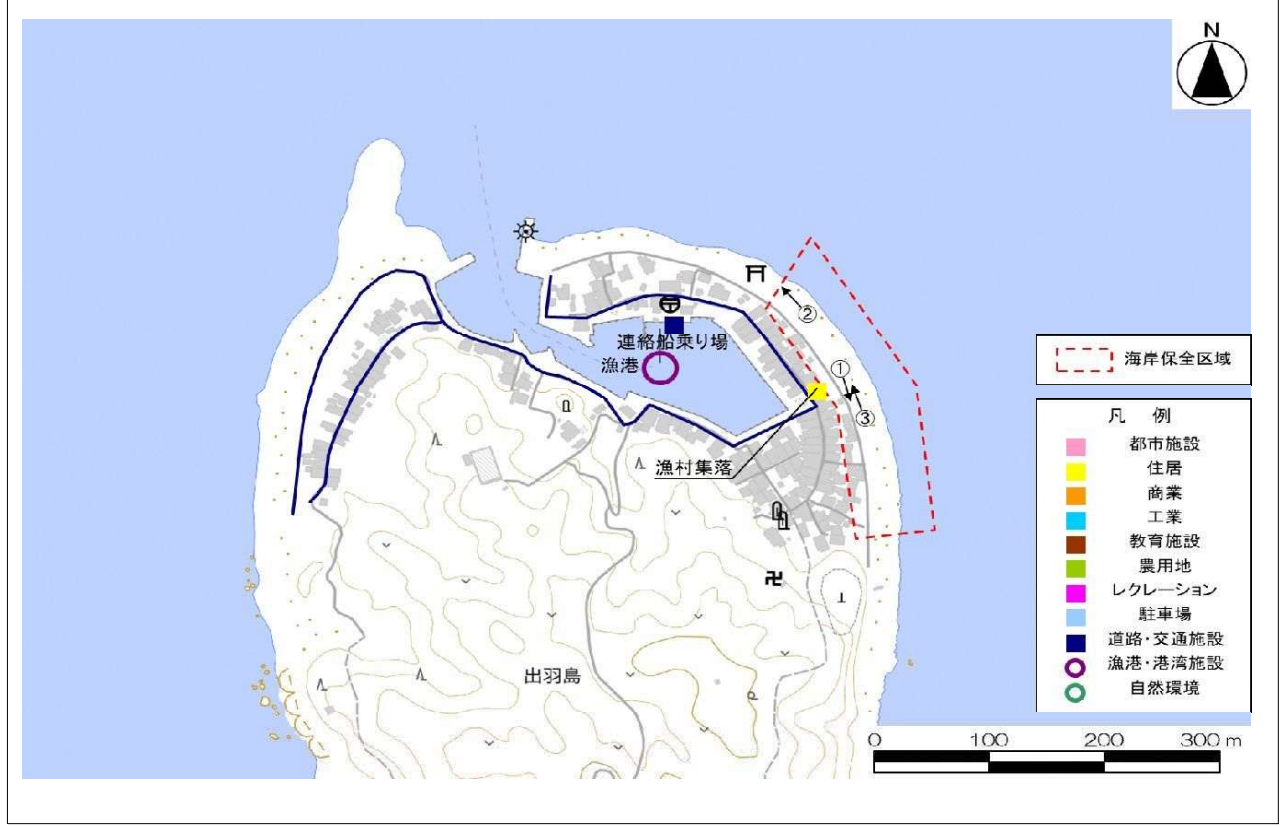 N
②
連絡船乗り場
漁港
①
③
漁村集落
出羽島
海岸保全区域
凡 例
都市施設
住居
商業
工業
教育施設
農用地
レクレーション
駐車場
道路・交通施設
漁港・港湾施設
自然環境
0 100 200 300 m